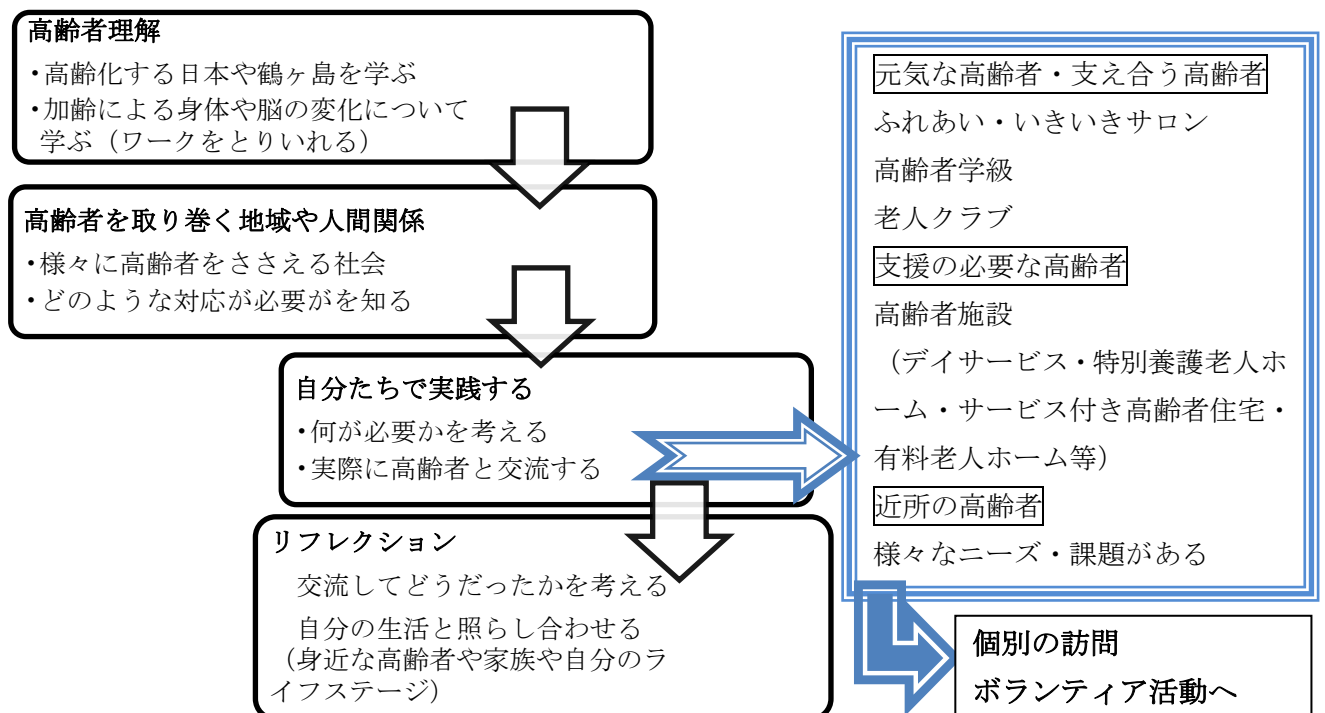 高齢者理解
・高齢化する日本や鶴ヶ島を学ぶ
・加齢による身体や脳の変化について
学ぶ（ワークをとりいれる）
高齢者を取り巻く地域や人間関係
・様々に高齢者をささえる社会
・どのような対応が必要がを知る
自分たちで実践する
・何が必要かを考える
・実際に高齢者と交流する
リフレクション
交流してどうだったかを考える
自分の生活と照らし合わせる
（身近な高齢者や家族や自分のラ
イフステージ）
元気な高齢者・支え合う高齢者
ふれあい・いきいきサロン
高齢者学級
老人クラブ
支援の必要な高齢者
高齢者施設
（デイサービス・特別養護老人ホ
ーム・サービス付き高齢者住宅・
有料老人ホーム等）
近所の高齢者
様々なニーズ・課題がある
個別の訪問
ボランティア活動へ